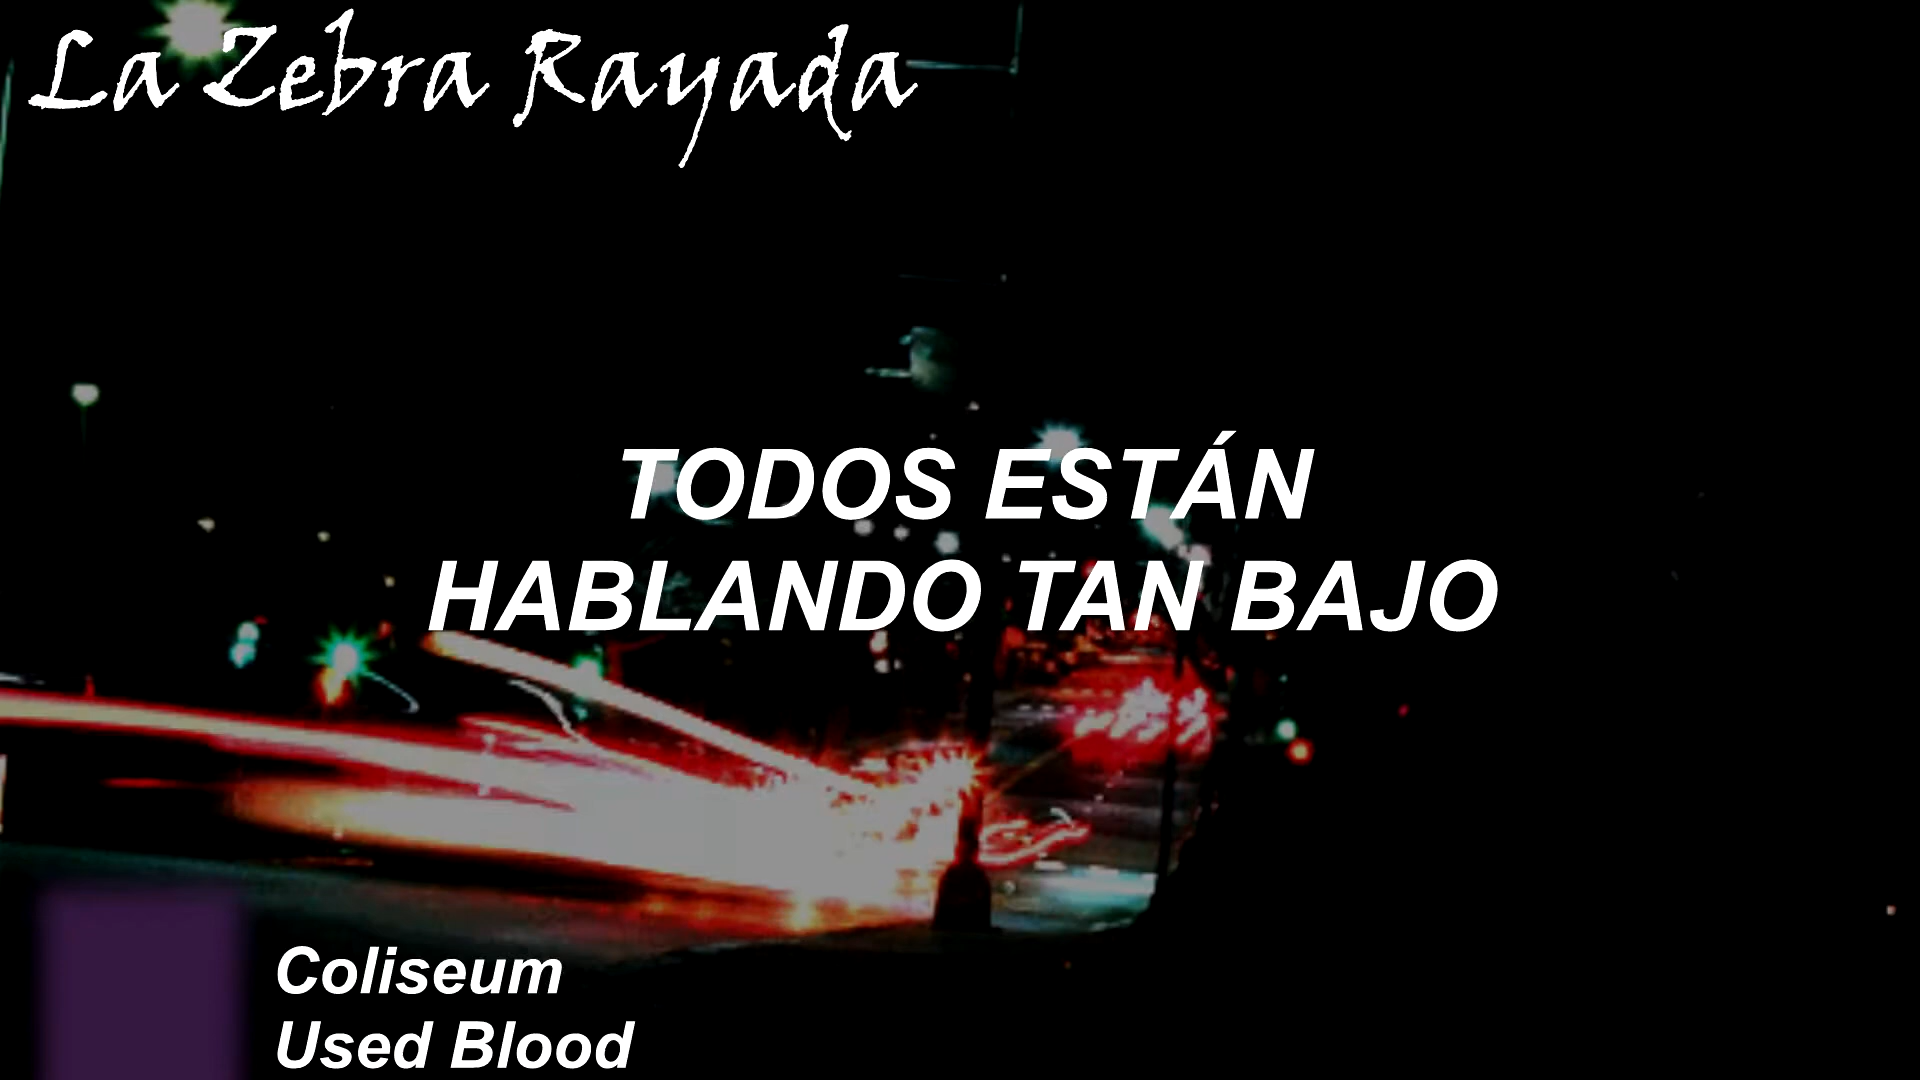 La Zebra Rayada
TODOS ESTÁN
HABLANDO TAN BAJO
Coliseum
Used Blood